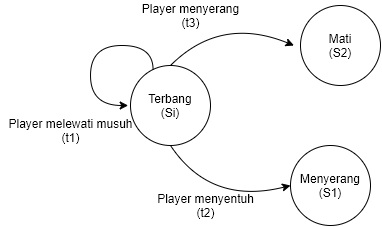 Player menyerang
(t3)
Mati
(S2)
Terbang
(Si)
Player melewati musuh
(t1)
Menyerang
(S1)
Player menyentuh
(t2)